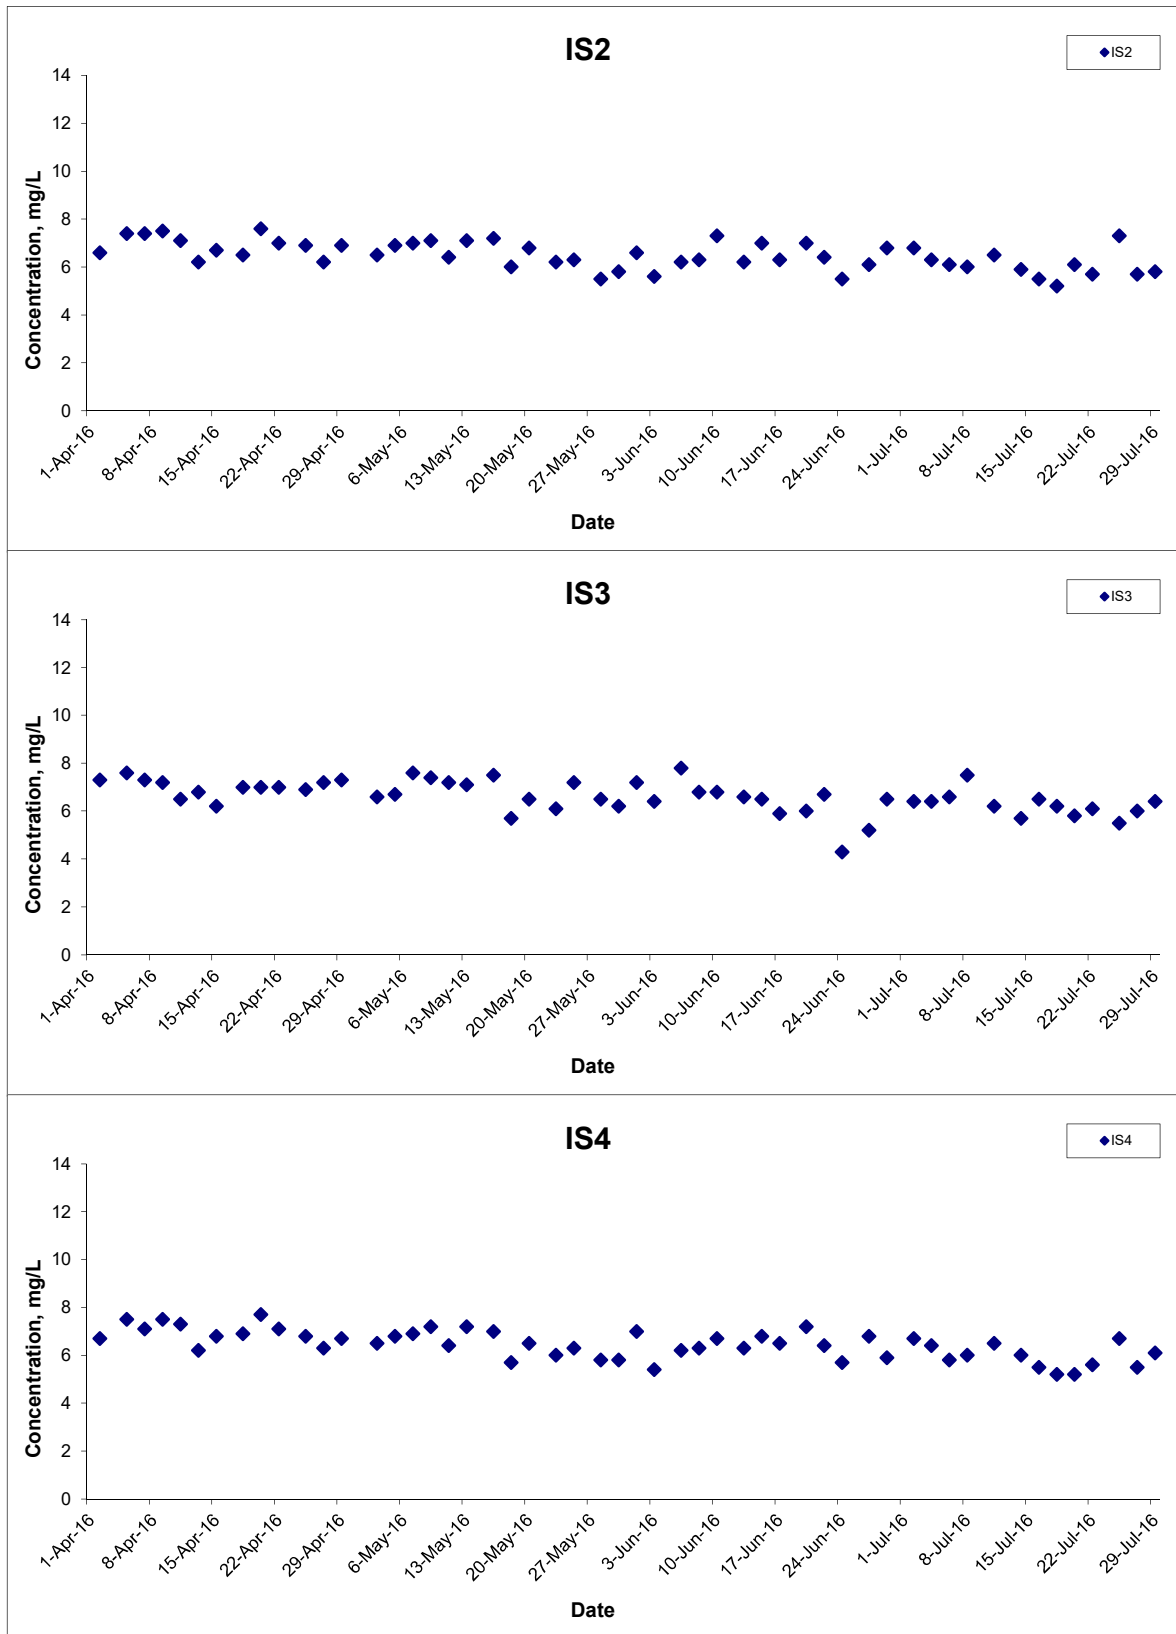 IS2
IS2
Concentration, mg/L
14
12
10
8
6
4
2
0
1-Apr-16
8-Apr-16
15-Apr-16
22-Apr-16
29-Apr-16
6-May-16
13-May-16
20-May-16
27-May-16
3-Jun-16
10-Jun-16
17-Jun-16
24-Jun-16
1-Jul-16
8-Jul-16
15-Jul-16
22-Jul-16
29-Jul-16
Date
IS3
IS3
Concentration, mg/L
14
12
10
8
6
4
2
0
1-Apr-16
8-Apr-16
15-Apr-16
22-Apr-16
29-Apr-16
6-May-16
13-May-16
20-May-16
27-May-16
3-Jun-16
10-Jun-16
17-Jun-16
24-Jun-16
1-Jul-16
8-Jul-16
15-Jul-16
22-Jul-16
29-Jul-16
Date
IS4
IS4
Concentration, mg/L
14
12
10
8
6
4
2
0
1-Apr-16
8-Apr-16
15-Apr-16
22-Apr-16
29-Apr-16
6-May-16
13-May-16
20-May-16
27-May-16
3-Jun-16
10-Jun-16
17-Jun-16
24-Jun-16
1-Jul-16
8-Jul-16
15-Jul-16
22-Jul-16
29-Jul-16
Date